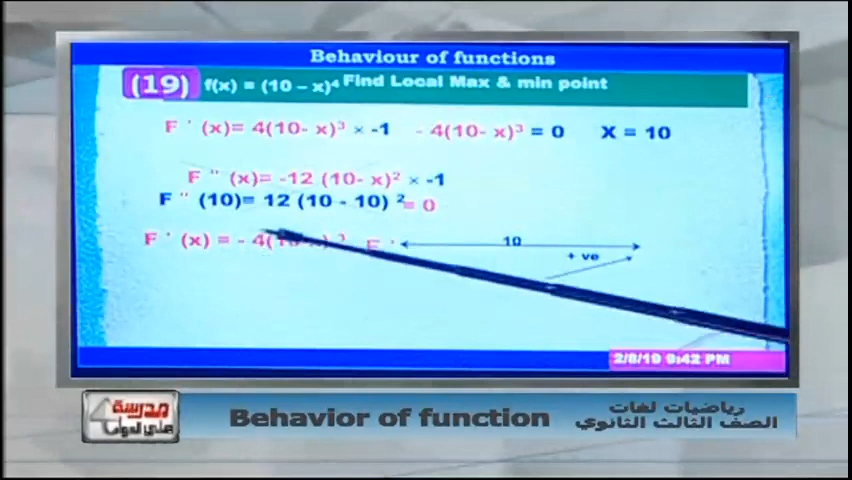 Behaviour of functions
(19) f(x) = (10 – x)⁴ Find Local Max & min point
F ' (x)= 4(10- x)³ × -1 - 4(10- x)³ = 0 X = 10
F " (x)= -12 (10- x)² × -1
F " (10)= 12 (10 - 10) ² = 0
F ' (x) = - 4( F '
10
+ ve
2/8/19 PM
مدرسة
على الهواء
Behavior of function
رياضيات لغات
الصف الثالث الثانوي